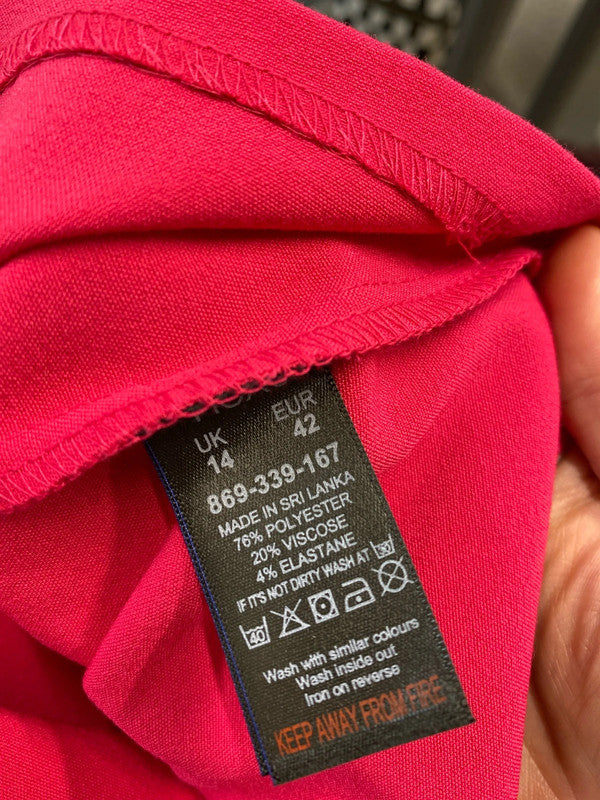 UK EUR
14 42
869-339-167
MADE IN SRI LANKA
76% POLYESTER
20% VISCOSE
4% ELASTANE
IF IT'S NOT DIRTY WASH AT 30
40
Wash with similar colours
Wash inside out
Iron on reverse
KEEP AWAY FROM FIRE